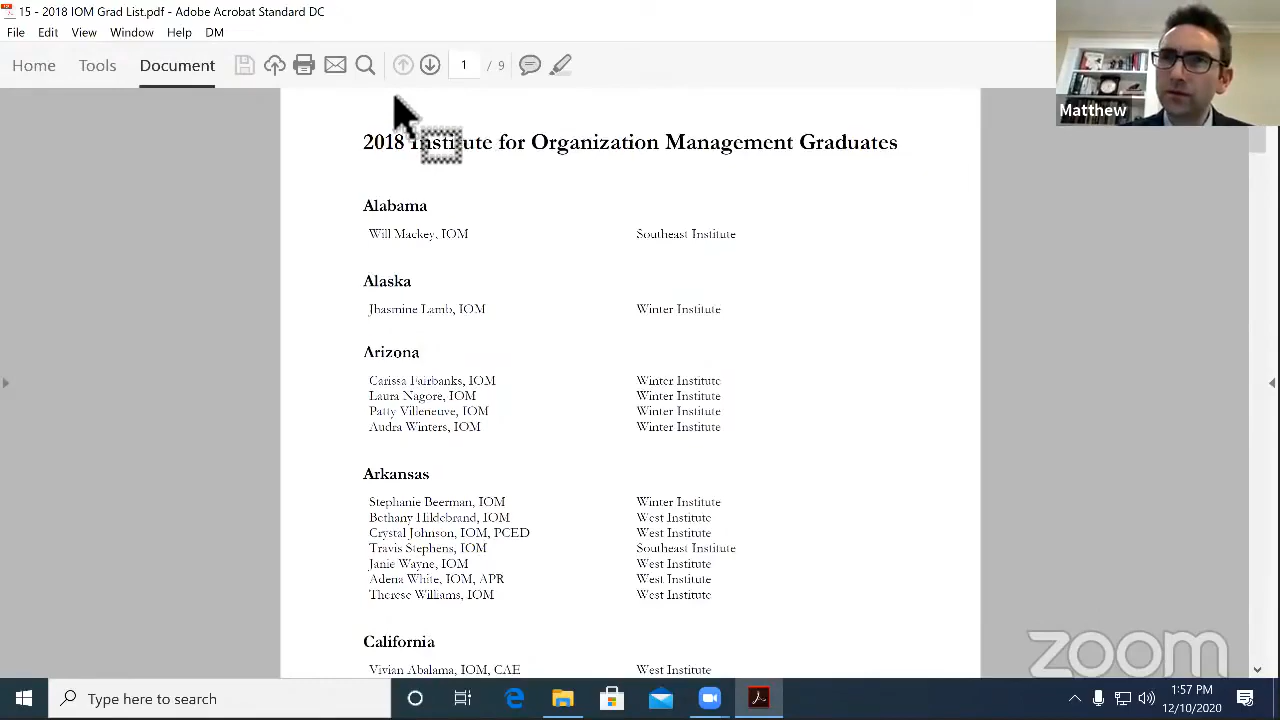 15 - 2018 IOM Grad List.pdf - Adobe Acrobat Standard DC
File Edit View Window Help DM
Home Tools Document 1 / 9
Matthew
2018 Institute for Organization Management Graduates
Alabama
Will Mackey, IOM Southeast Institute
Alaska
Jhasmine Lamb, IOM Winter Institute
Arizona
Carissa Fairbanks, IOM Winter Institute
Laura Nagore, IOM Winter Institute
Patty Villeneuve, IOM Winter Institute
Audra Winters, IOM Winter Institute
Arkansas
Stephanie Beerman, IOM Winter Institute
Bethany Hildebrand, IOM West Institute
Crystal Johnson, IOM, PCED West Institute
Travis Stephens, IOM Southeast Institute
Janie Wayne, IOM West Institute
Adena White, IOM, APR West Institute
Therese Williams, IOM West Institute
California
Vivian Abalama, IOM, CAE West Institute
zoom
Type here to search
1:57 PM
12/10/2020